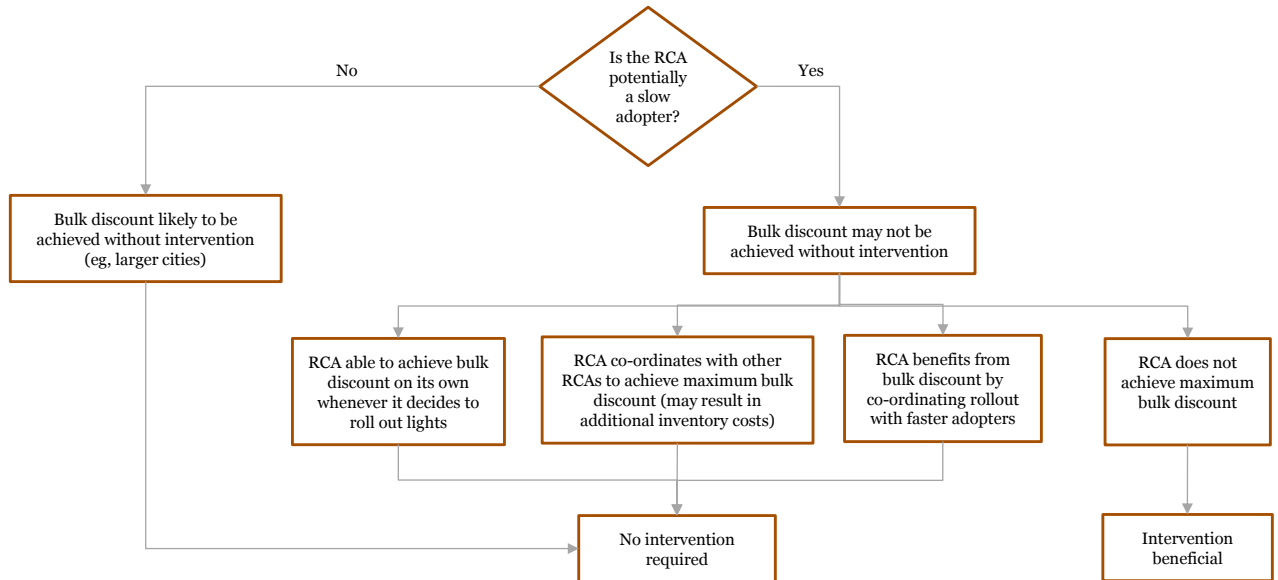 Is the RCA
potentially
a slow
adopter?
No
Yes
Bulk discount likely to be
achieved without intervention
(eg, larger cities)
Bulk discount may not be
achieved without intervention
RCA able to achieve bulk
discount on its own
whenever it decides to
roll out lights
RCA co-ordinates with other
RCAs to achieve maximum bulk
discount (may result in
additional inventory costs)
RCA benefits from
bulk discount by
co-ordinating rollout
with faster adopters
RCA does not
achieve maximum
bulk discount
No intervention
required
Intervention
beneficial